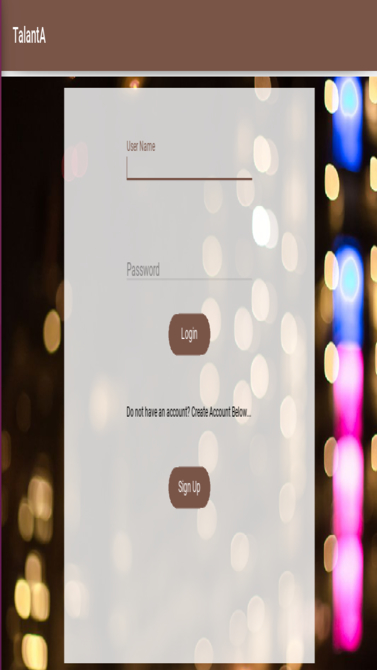 TalantA
User Name
Password
Login
Do not have an account? Create Account Below...
Sign Up